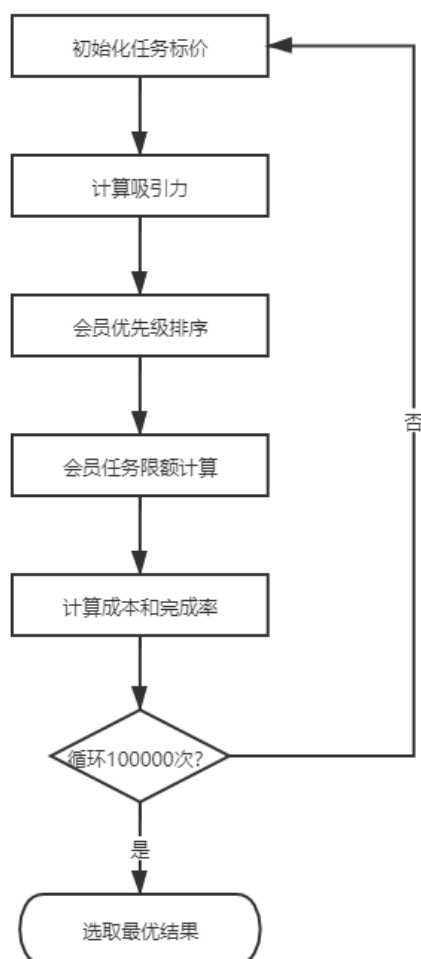 初始化任务标价
计算吸引力
会员优先级排序
会员任务限额计算
计算成本和完成率
循环100000次?
否
是
选取最优结果